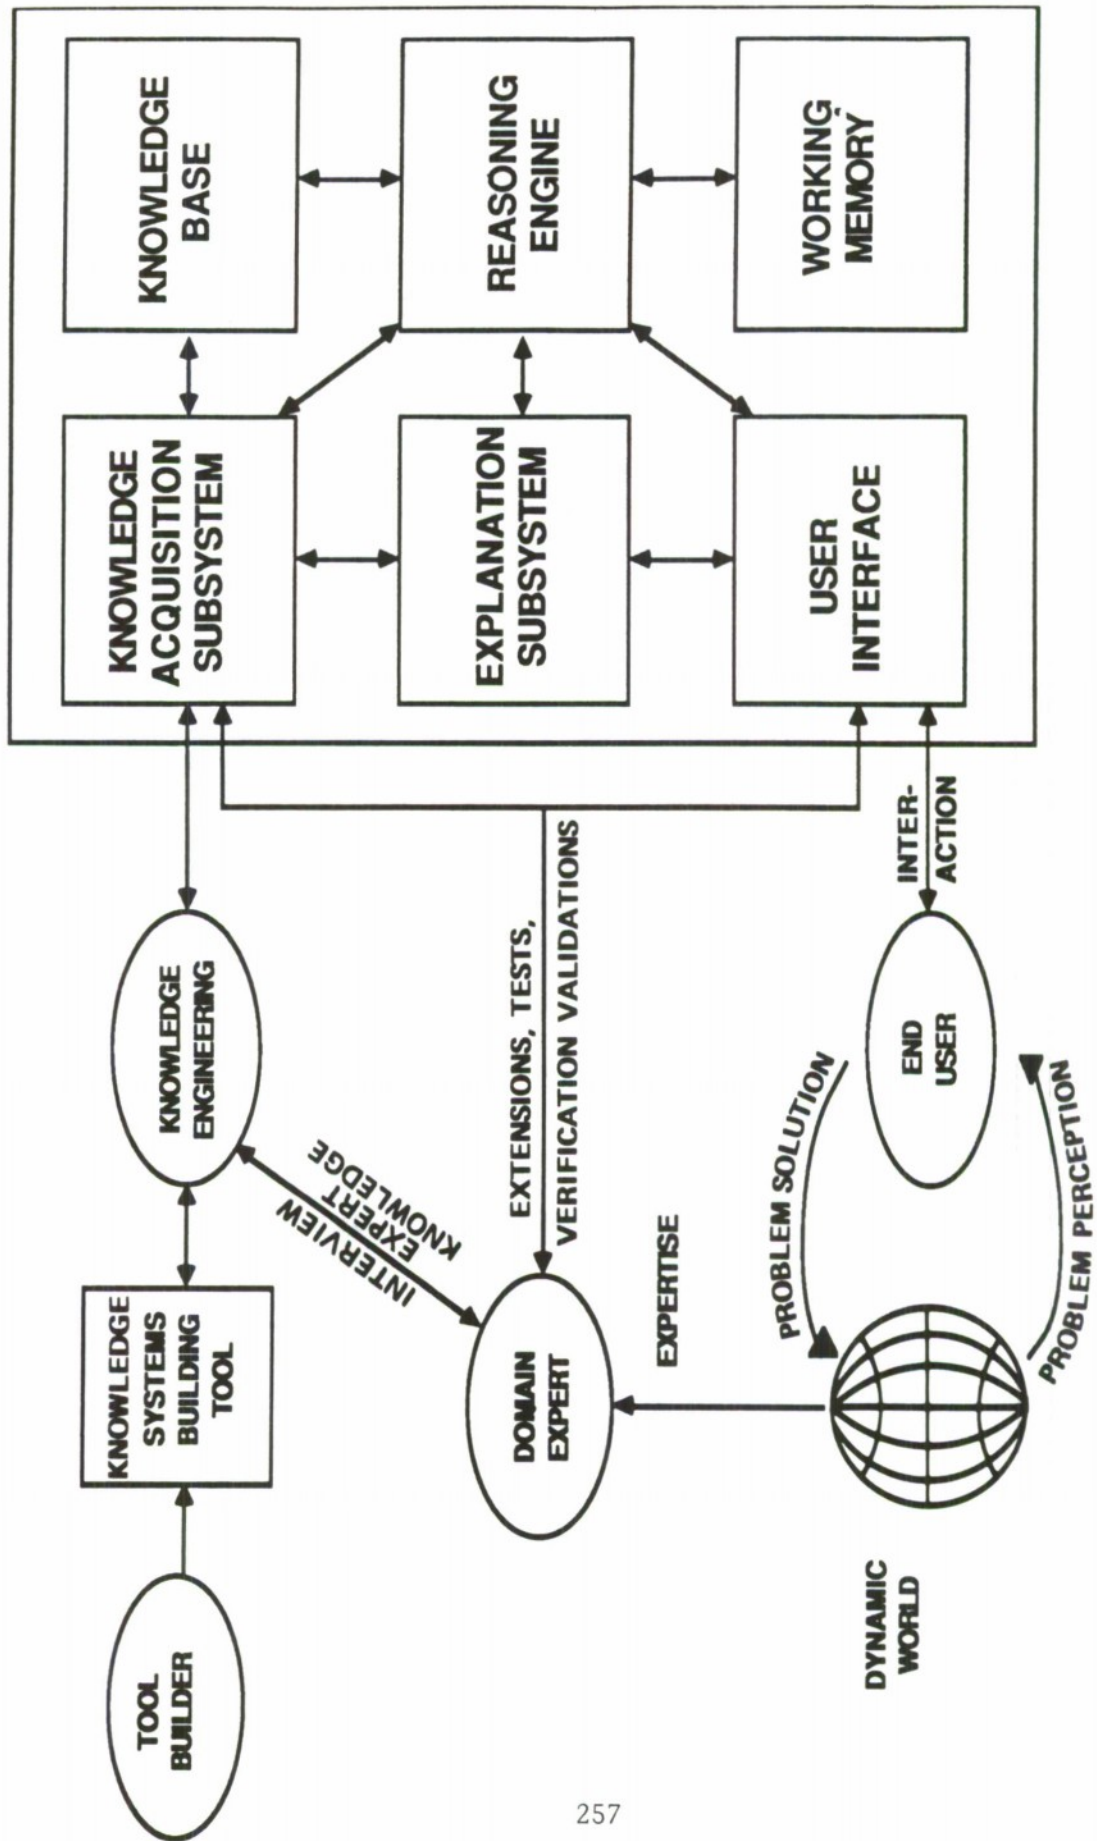 TOOL
BUILDER
KNOWLEDGE
SYSTEMS
BUILDING
TOOL
KNOWLEDGE
ENGINEERING
KNOWLEDGE
ACQUISITION
SUBSYSTEM
KNOWLEDGE
BASE
INTERVIEW
EXPERT
KNOWLEDGE
DOMAIN
EXPERT
EXTENSIONS, TESTS,
VERIFICATION VALIDATIONS
EXPLANATION
SUBSYSTEM
REASONING
ENGINE
EXPERTISE
DYNAMIC
WORLD
PROBLEM SOLUTION
PROBLEM PERCEPTION
END
USER
INTER-
ACTION
USER
INTERFACE
WORKING
MEMORY
257